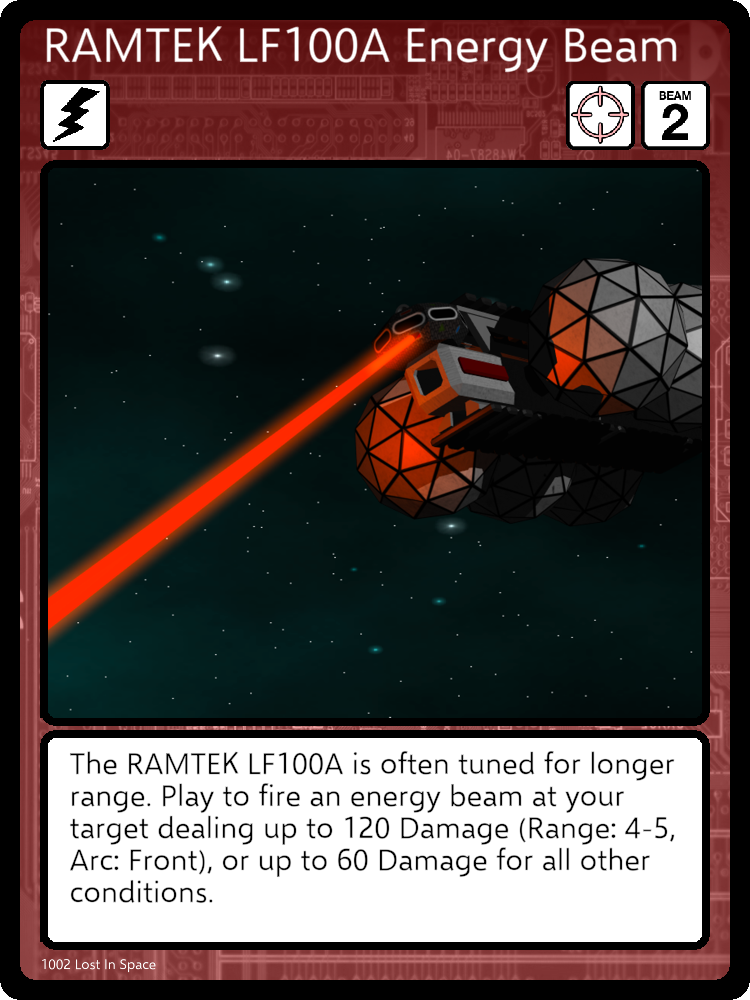 RAMTEK LF100A Energy Beam
BEAM
2
The RAMTEK LF100A is often tuned for longer
range. Play to fire an energy beam at your
target dealing up to 120 Damage (Range: 4-5,
Arc: Front), or up to 60 Damage for all other
conditions.
1002 Lost In Space